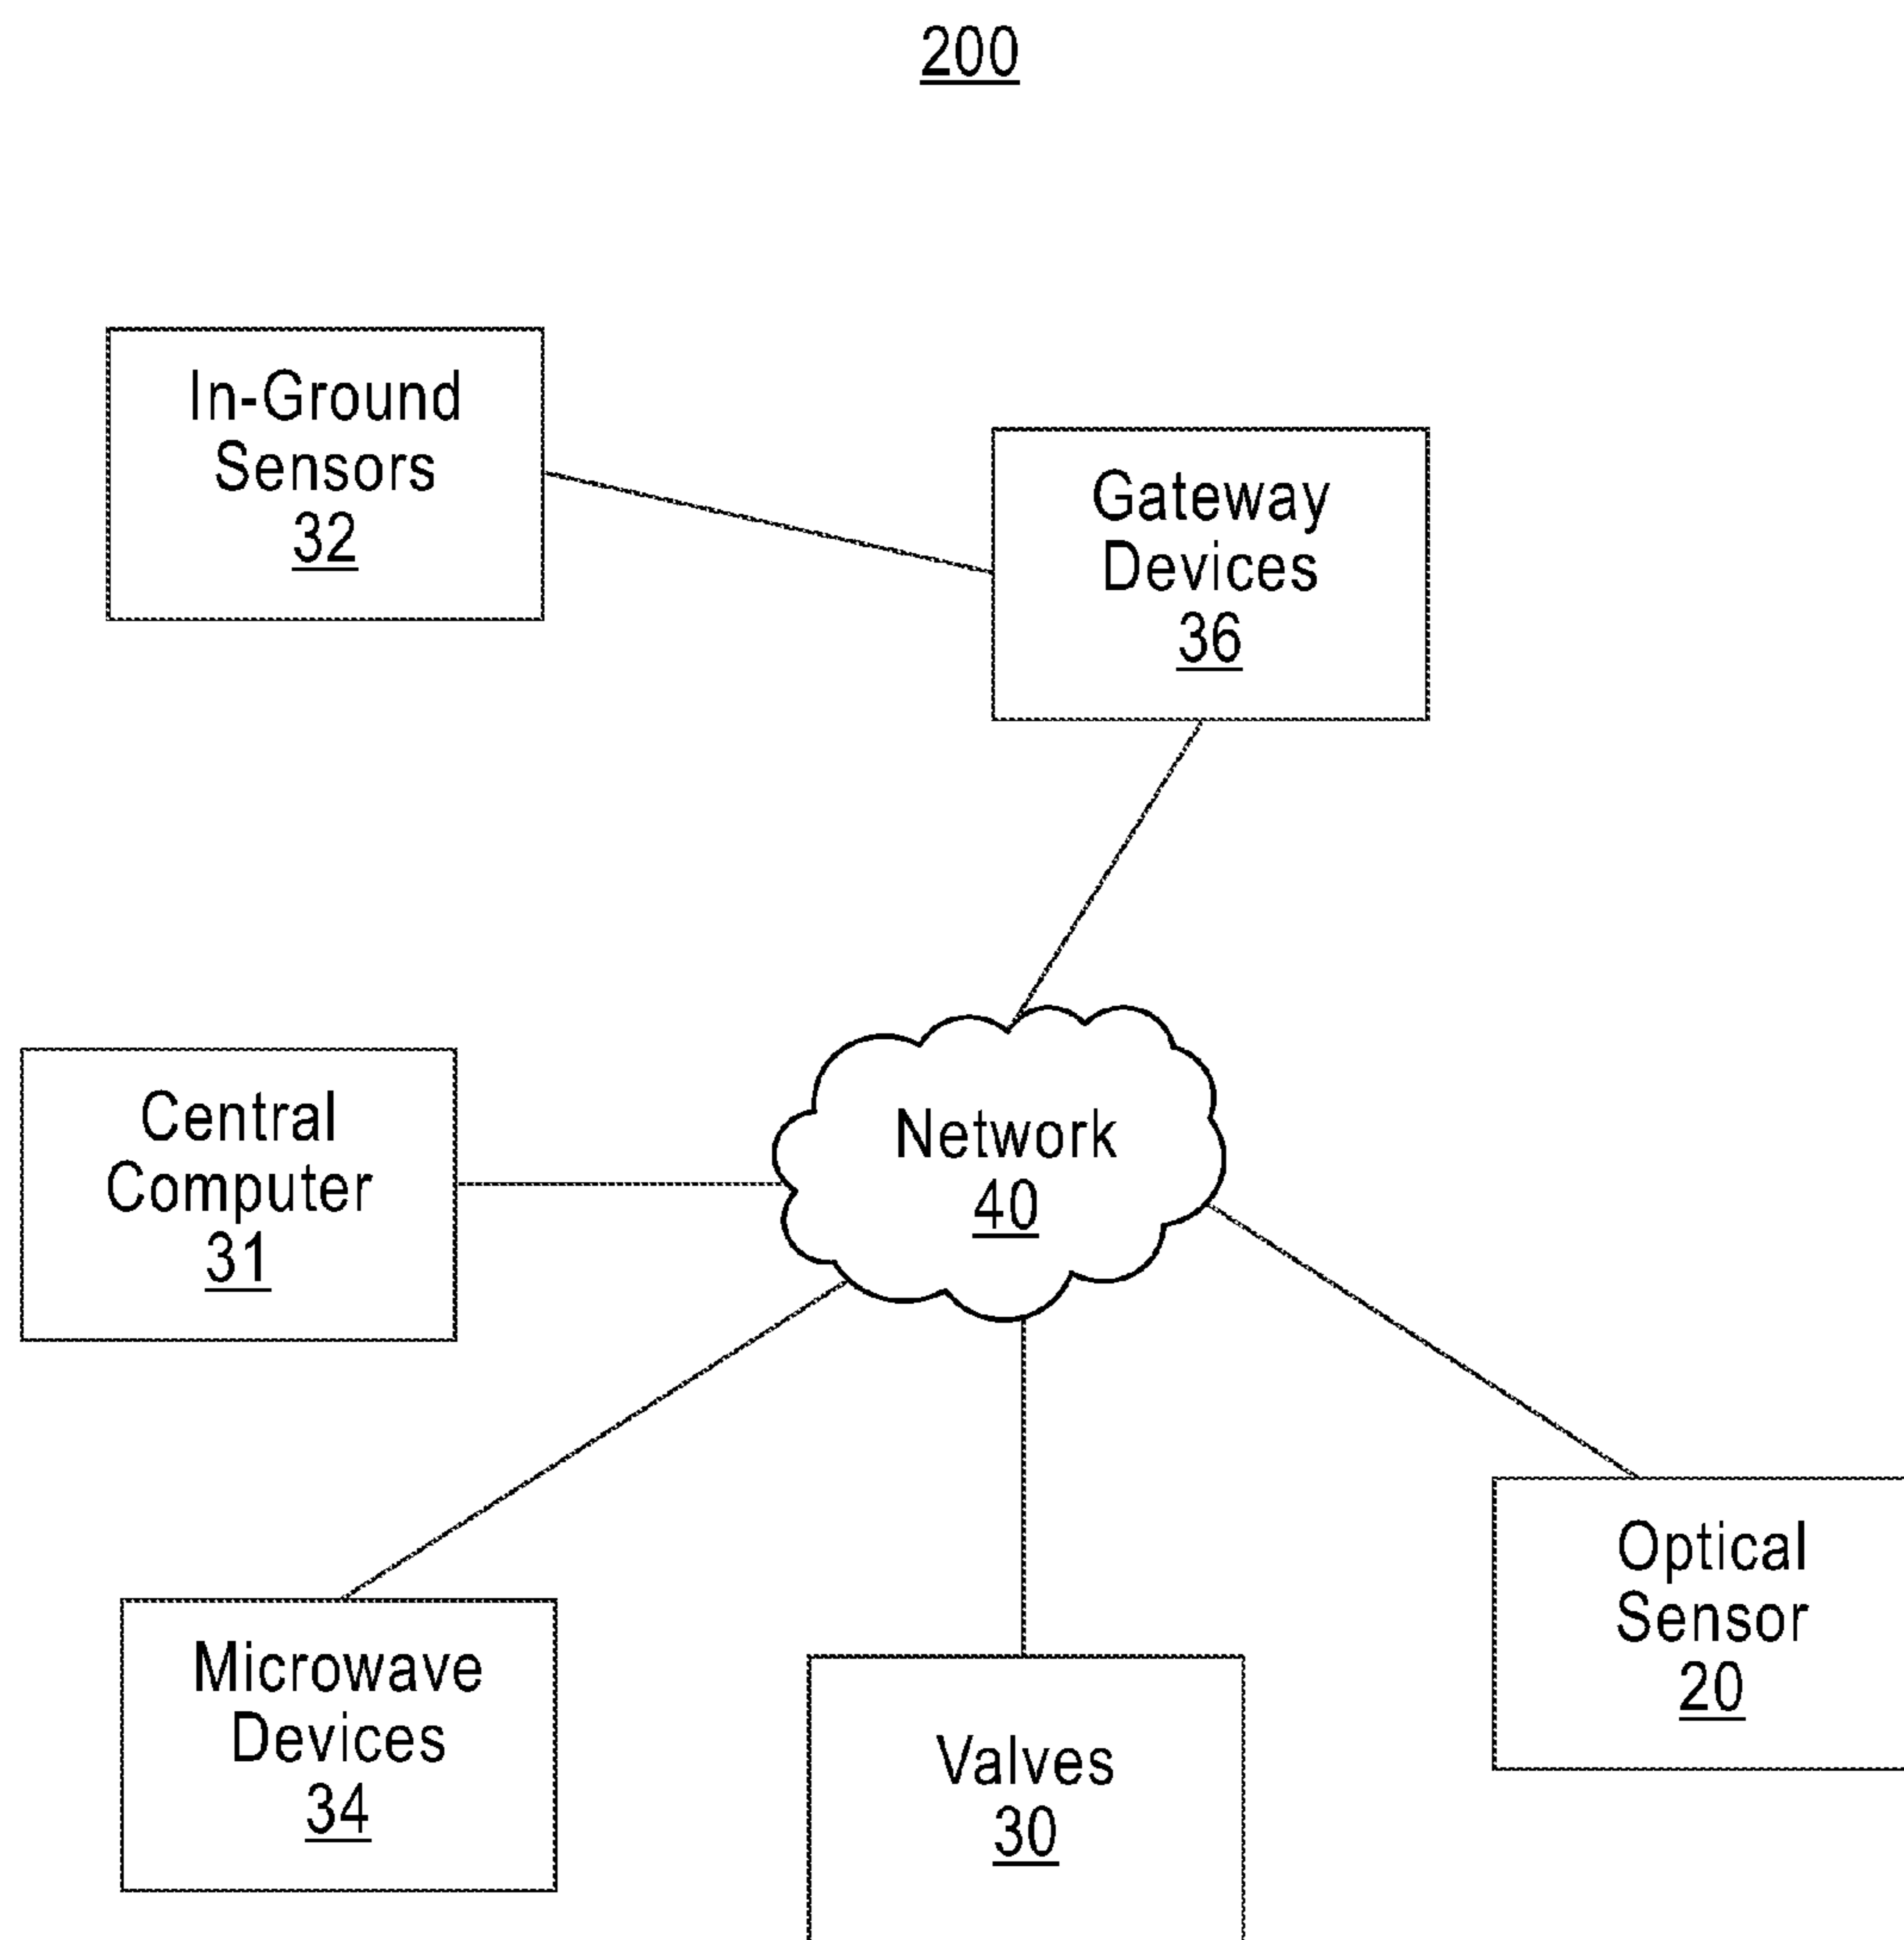 200
In-Ground
Sensors
32
Gateway
Devices
36
Central
Computer
31
Network
40
Microwave
Devices
34
Valves
30
Optical
Sensor
20